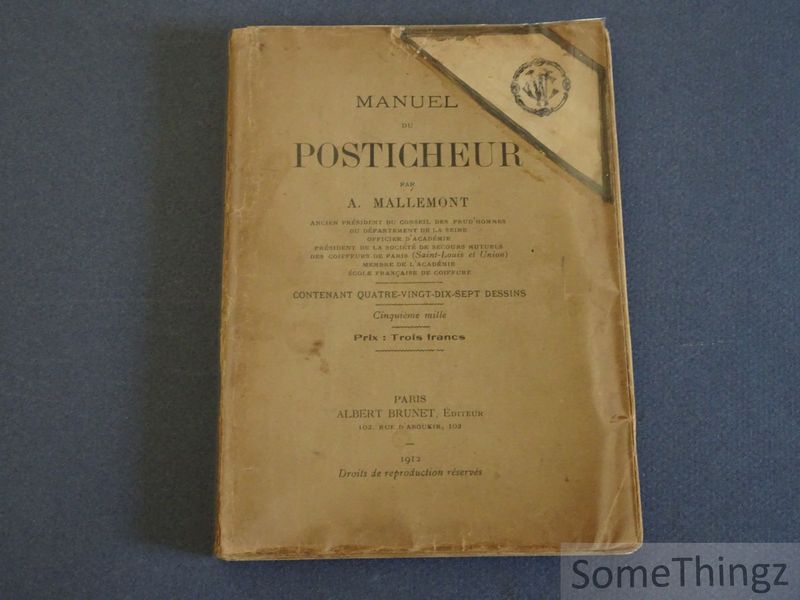 MANUEL
DU
POSTICHEUR
PAR
A. MALLEMONT
ANCIEN PRÉSIDENT DU CONSEIL DES PRUD'HOMMES
DU DÉPARTEMENT DE LA SEINE
OFFICIER D'ACADÉMIE
PRÉSIDENT DE LA SOCIÉTÉ DE SECOURS MUTUELS
DES COIFFEURS DE PARIS (Saint-Louis et Union)
MEMBRE DE L'ACADÉMIE
ÉCOLE FRANÇAISE DE COIFFURE
CONTENANT QUATRE-VINGT-DIX-SEPT DESSINS
Cinquième mille
Prix : Trois francs
PARIS
ALBERT BRUNET, ÉDITEUR
102, RUE D'ABOUKIR, 102
1912
Droits de reproduction réservés
SomeThingz